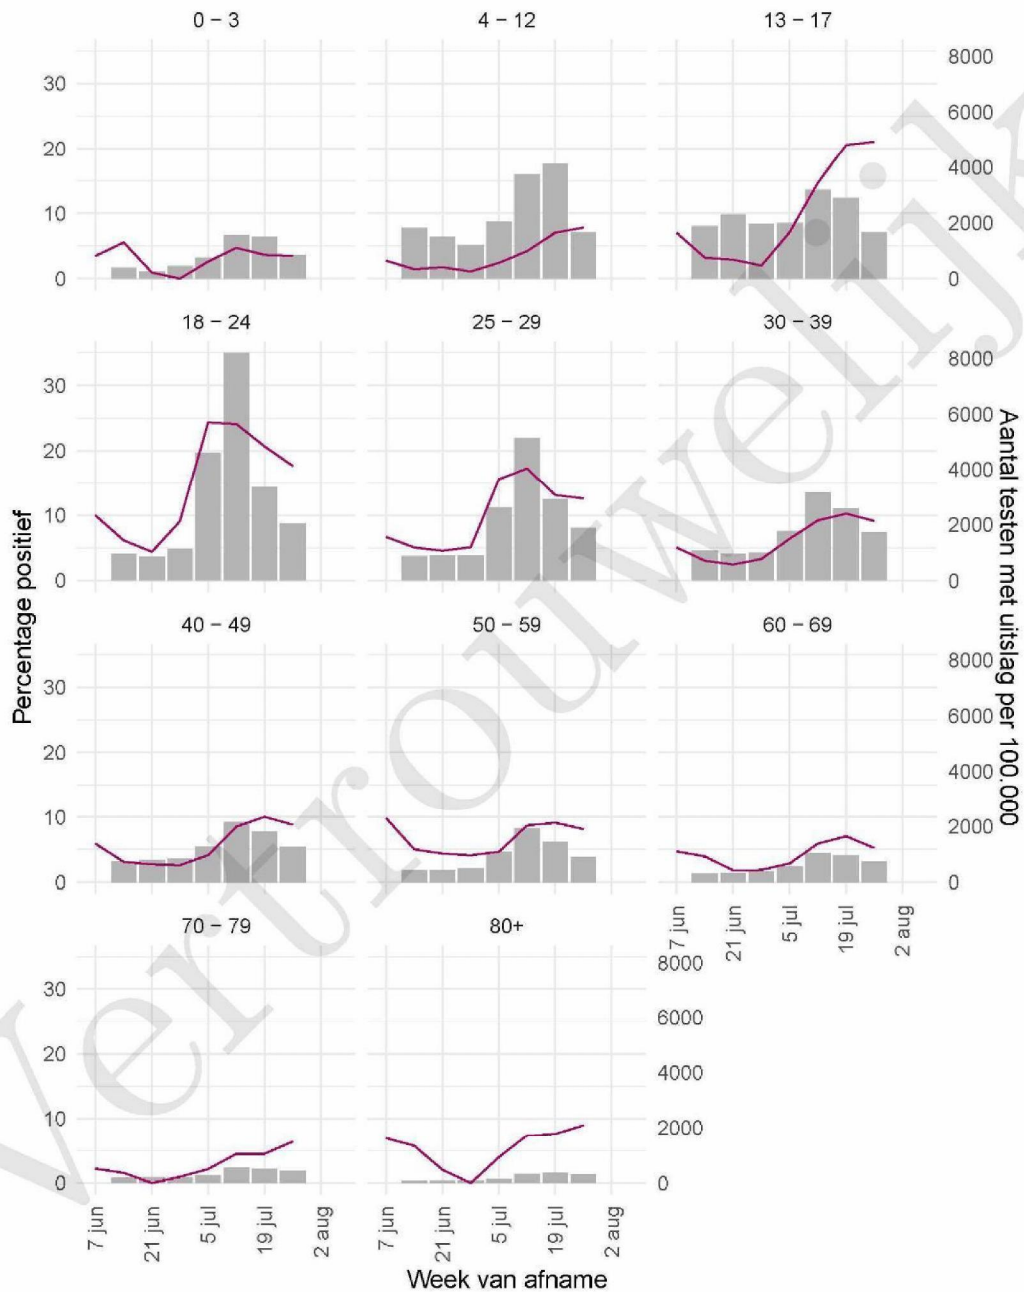 0 – 3
4 – 12
13 – 17
30
20
10
0
8000
6000
4000
2000
0
18 – 24
25 – 29
30 – 39
30
20
10
0
8000
6000
4000
2000
0
Percentage positief
Aantal testen met uitslag per 100.000
40 – 49
50 – 59
60 – 69
30
20
10
0
8000
6000
4000
2000
0
7 jun
21 jun
5 jul
19 jul
2 aug
70 – 79
80+
30
20
10
0
8000
6000
4000
2000
0
7 jun
21 jun
5 jul
19 jul
2 aug
7 jun
21 jun
5 jul
19 jul
2 aug
Week van afname
Vertrouwelijk